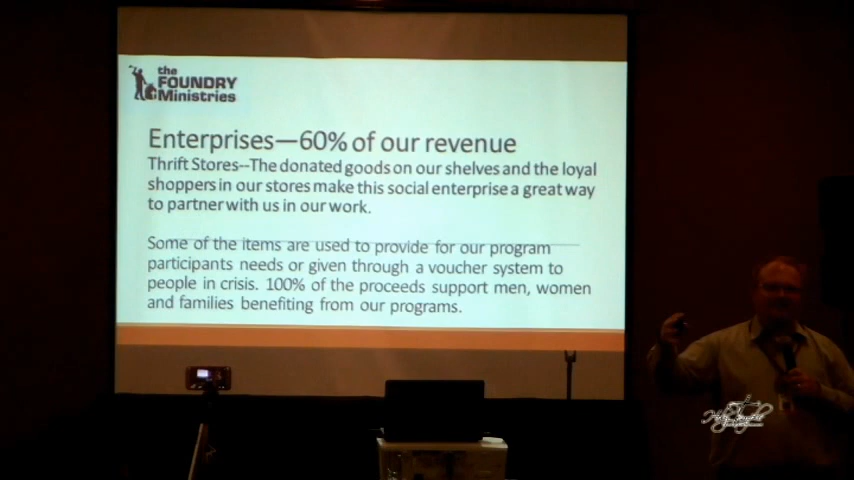 the
FOUNDRY
Ministries
Enterprises—60% of our revenue
Thrift Stores--The donated goods on our shelves and the loyal
shoppers in our stores make this social enterprise a great way
to partner with us in our work.
Some of the items are used to provide for our program
participants needs or given through a voucher system to
people in crisis. 100% of the proceeds support men, women
and families benefiting from our programs.